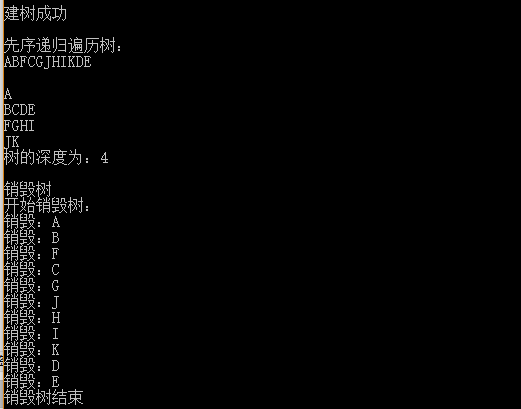 建树成功
先序递归遍历树：
ABFCGJHIKDE
A
BCDE
FGHI
JK
树的深度为：4
销毁树
开始销毁树：
销毁：A
销毁：B
销毁：F
销毁：C
销毁：G
销毁：J
销毁：H
销毁：I
销毁：K
销毁：D
销毁：E
销毁树结束